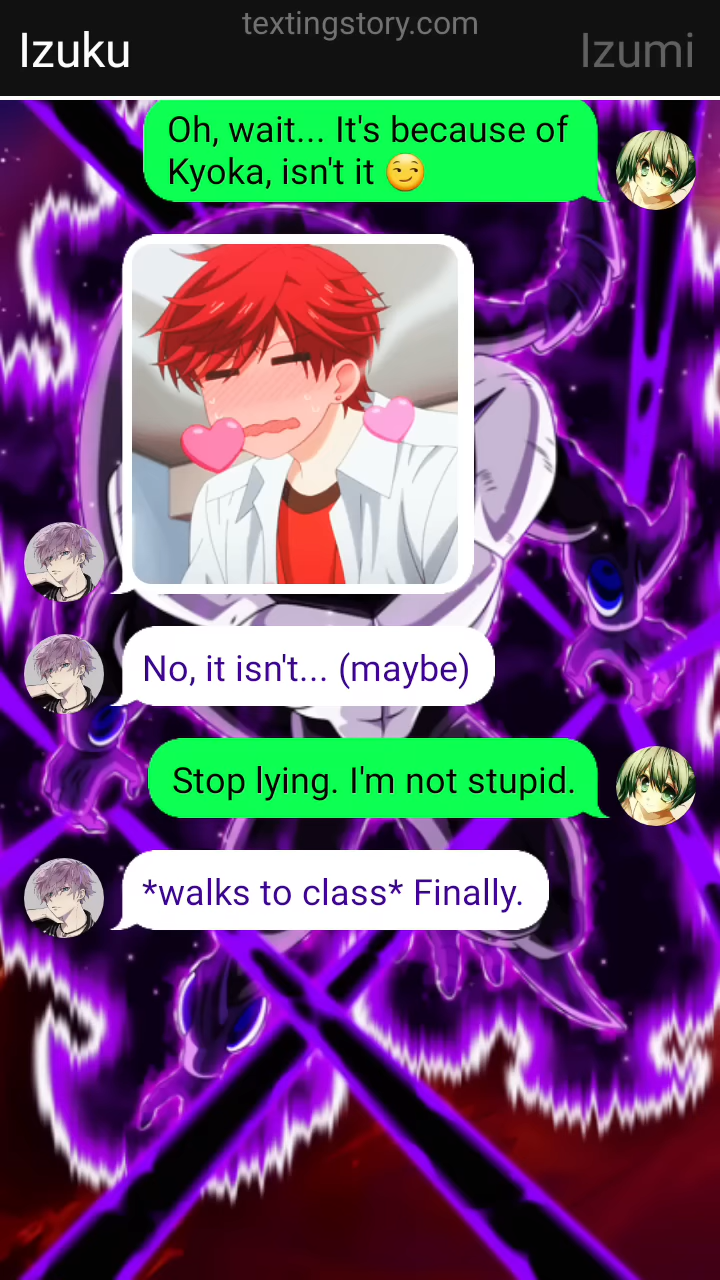 textingstory.com
Izuku
Izumi
Oh, wait... It's because of
Kyoka, isn't it 😏
No, it isn't... (maybe)
Stop lying. I'm not stupid.
*walks to class* Finally.